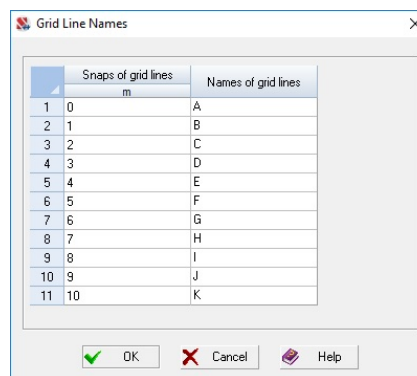 Grid Line Names
Snaps of grid lines Names of grid lines
m
1 0 A
2 1 B
3 2 C
4 3 D
5 4 E
6 5 F
7 6 G
8 7 H
9 8 I
10 9 J
11 10 K
OK Cancel Help